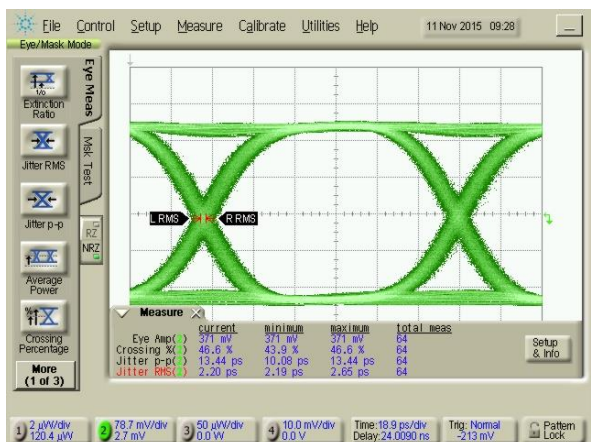 File Control Setup Measure Calibrate Utilities Help 11 Nov 2015 09:28
Eye/Mask Mode
Eye Meas
Msk Test
1/0
Extinction
Ratio
Jitter RMS
Jitter p-p
RZ
NRZ
Average
Power
Crossing
Percentage
More
(1 of 3)
L RMS R RMS
Measure
current minimum maximum total meas
Eye Amp(2) 371 mV 371 mV 371 mV 64
Crossing %(2) 46.6 % 43.9 % 46.6 % 64
Jitter p-p(2) 13.44 ps 10.08 ps 13.44 ps 64
Jitter RMS(2) 2.20 ps 2.19 ps 2.65 ps 64
Setup
& Info
1 2 µW/div
120.4 µW
2 78.7 mV/div
2.7 mV
3 50 µW/div
0.0 W
4 10.0 mV/div
0.0 V
Time:18.9 ps/div
Delay:24.0090 ns
Trig: Normal
-213 mV
Pattern
Lock